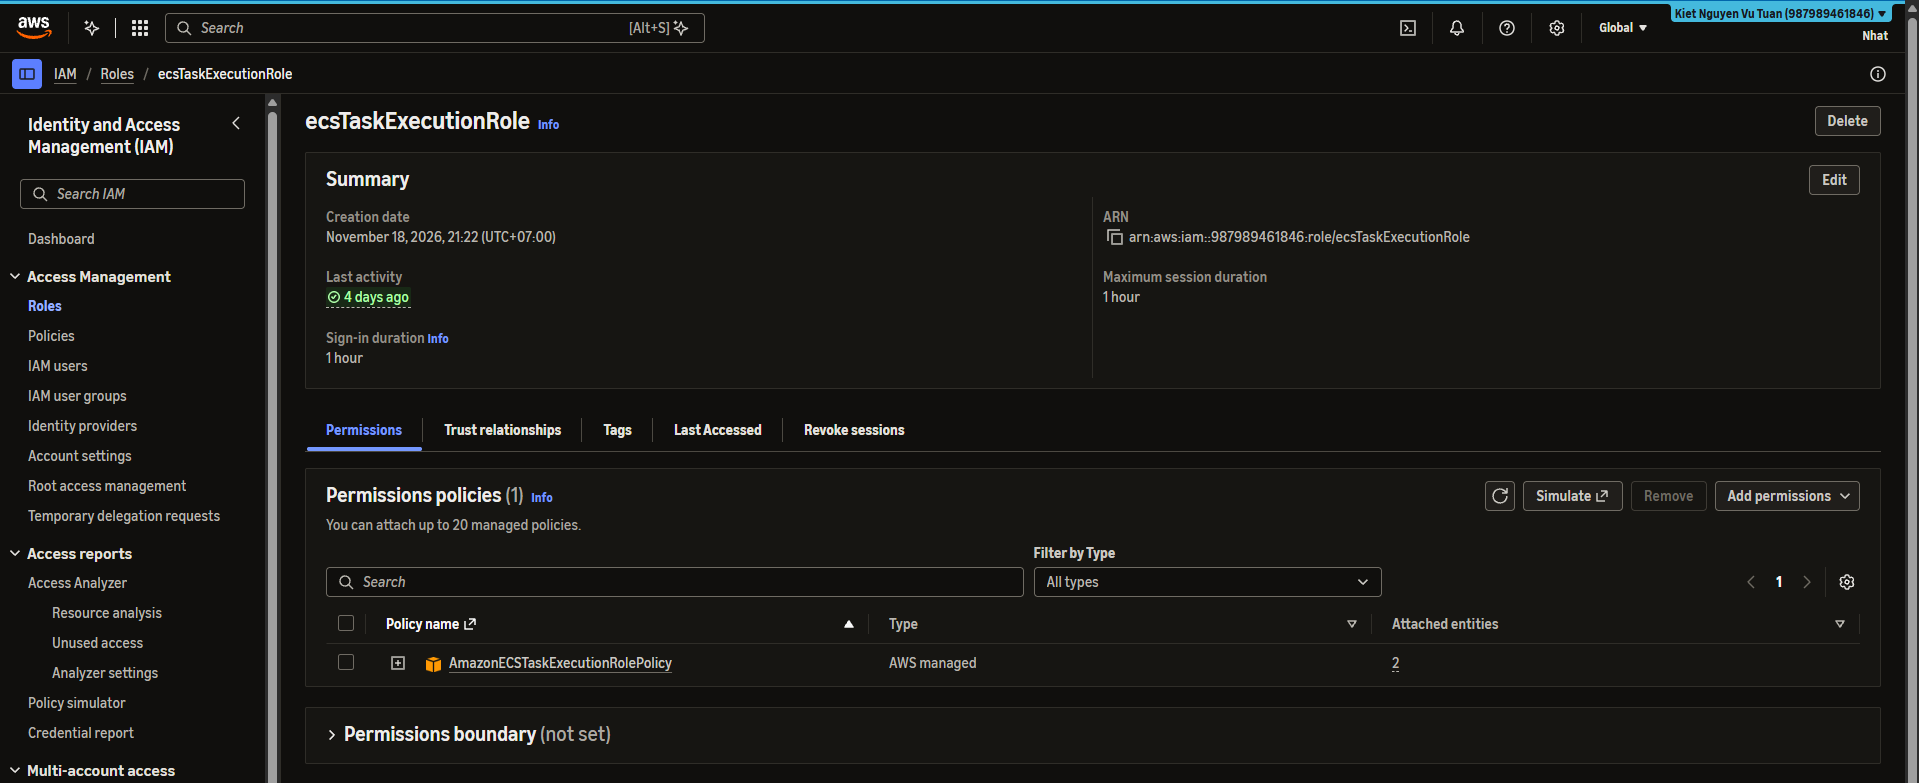 aws
Search
[Alt+S]
Global
Kiet Nguyen Vu Tuan (987989461846)
Nhat
IAM / Roles / ecsTaskExecutionRole
Identity and Access
Management (IAM)
Search IAM
Dashboard
Access Management
Roles
Policies
IAM users
IAM user groups
Identity providers
Account settings
Root access management
Temporary delegation requests
Access reports
Access Analyzer
Resource analysis
Unused access
Analyzer settings
Policy simulator
Credential report
Multi-account access
ecsTaskExecutionRole Info
Delete
Summary
Edit
Creation date
November 18, 2026, 21:22 (UTC+07:00)
ARN
arn:aws:iam::987989461846:role/ecsTaskExecutionRole
Last activity
4 days ago
Maximum session duration
1 hour
Sign-in duration Info
1 hour
Permissions
Trust relationships
Tags
Last Accessed
Revoke sessions
Permissions policies (1) Info
Simulate
Remove
Add permissions
You can attach up to 20 managed policies.
Filter by Type
Search
All types
1
Policy name
Type
Attached entities
AmazonECSTaskExecutionRolePolicy
AWS managed
2
Permissions boundary (not set)